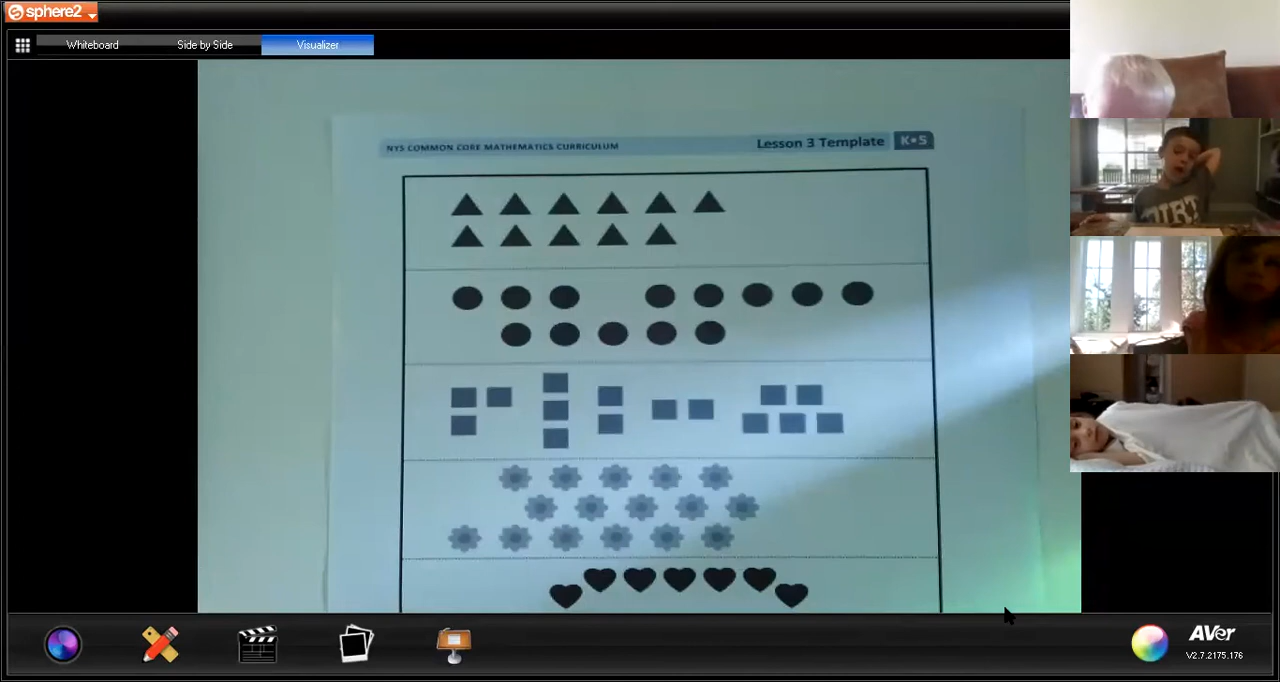 sphere2
Whiteboard Side by Side Visualizer
NYS COMMON CORE MATHEMATICS CURRICULUM Lesson 3 Template K•5
DIRT
AVer
V2.7.2175.176